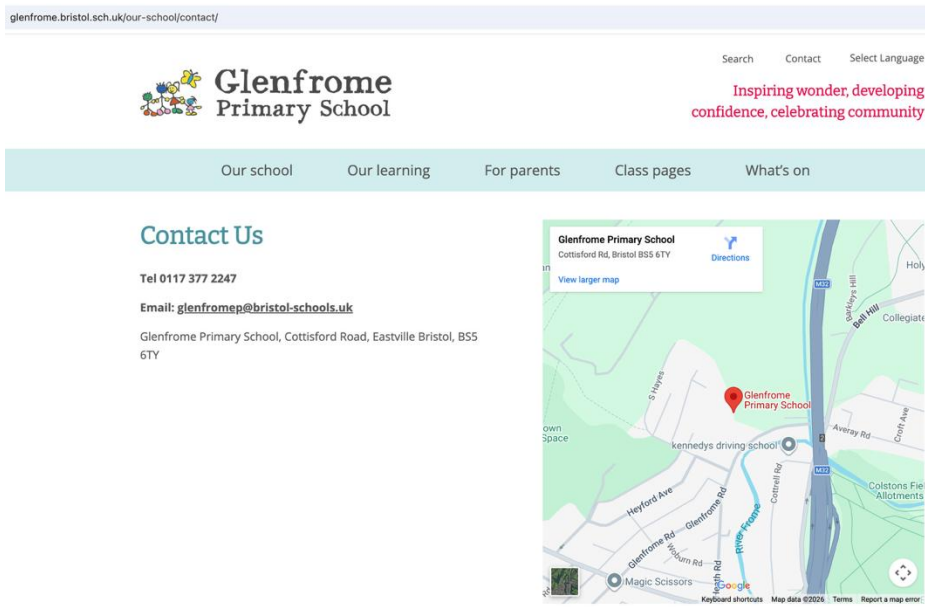 glenfrome.bristol.sch.uk/our-school/contact/
Search Contact Select Language
Glenfrome
Primary School
Inspiring wonder, developing
confidence, celebrating community
Our school Our learning For parents Class pages What's on
Contact Us
Tel 0117 377 2247
Email: glenfromep@bristol-schools.uk
Glenfrome Primary School, Cottisford Road, Eastville Bristol, BS5
6TY
Glenfrome Primary School
Cottisford Rd, Bristol BS5 6TY
Directions
View larger map
M32
Holy
Barkleys Hill
Bell Hill
Collegiate
S Hayes
Glenfrome
Primary School
own
Space
kennedys driving school
2
Averay Rd
Croft Ave
M32
Cottrell Rd
Colstons Fie
Allotments
Heyford Ave
Glenfrome Rd
River Frome
Glenfrome Rd
Woburn Rd
Heath Rd
Magic Scissors
Google
Keyboard shortcuts Map data ©2026 Terms Report a map error